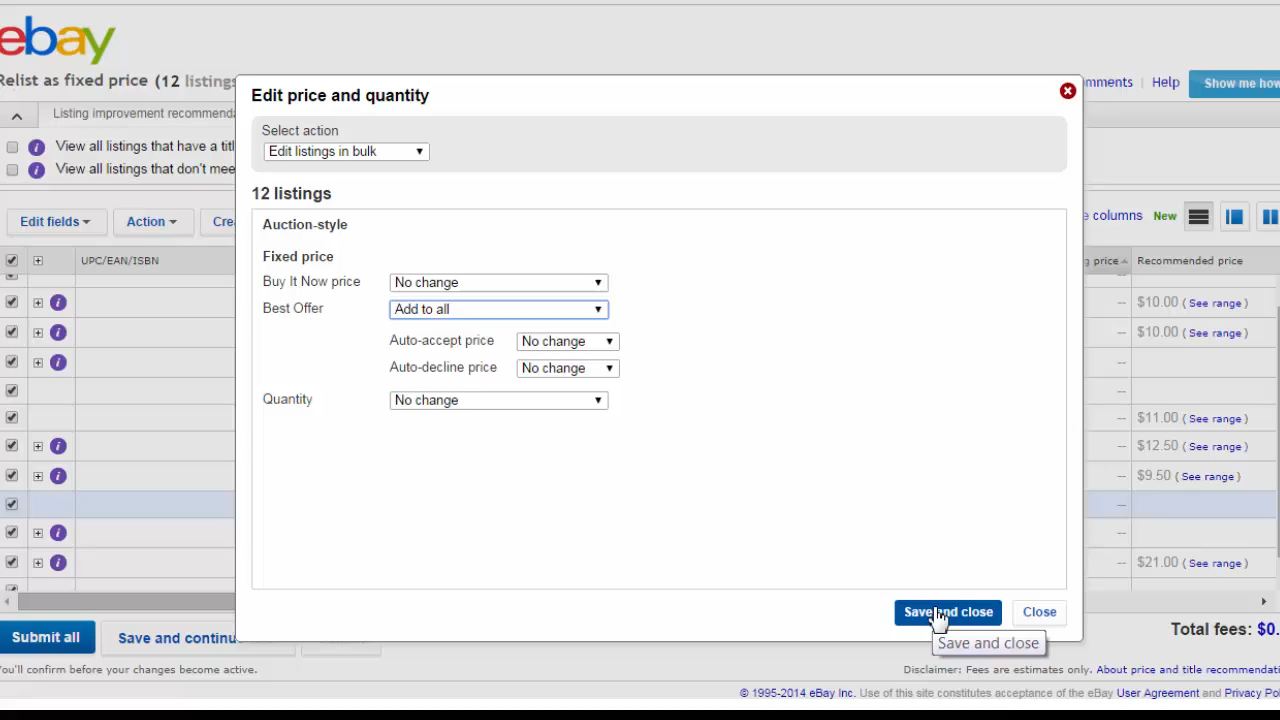 ebay
Relist as fixed price (12 listings
Comments | Help
Show me how
Listing improvement recommenda
View all listings that have a titl
View all listings that don't mee
Edit fields
Action
Crea
columns
New
UPC/EAN/ISBN
price
Recommended price
Edit price and quantity
Select action
Edit listings in bulk
12 listings
Auction-style
Fixed price
Buy It Now price No change
Best Offer Add to all
Auto-accept price No change
Auto-decline price No change
Quantity No change
Save and close
Close
Save and close
-- $10.00 ( See range )
-- $10.00 ( See range )
--
--
-- $11.00 ( See range )
-- $12.50 ( See range )
-- $9.50 ( See range )
--
--
-- $21.00 ( See range )
Submit all
Save and continu
Total fees: $0.
You'll confirm before your changes become active.
Disclaimer: Fees are estimates only. About price and title recommendati
© 1995-2014 eBay Inc. Use of this site constitutes acceptance of the eBay User Agreement and Privacy Po